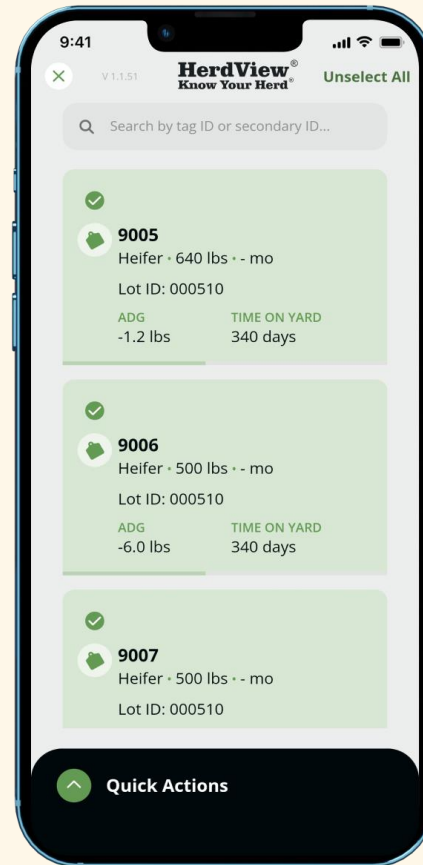 9:41
V 1.1.51
HerdView®
Know Your Herd®
Unselect All
Search by tag ID or secondary ID...
9005
Heifer • 640 lbs • - mo
Lot ID: 000510
ADG TIME ON YARD
-1.2 lbs 340 days
9006
Heifer • 500 lbs • - mo
Lot ID: 000510
ADG TIME ON YARD
-6.0 lbs 340 days
9007
Heifer • 500 lbs • - mo
Lot ID: 000510
Quick Actions